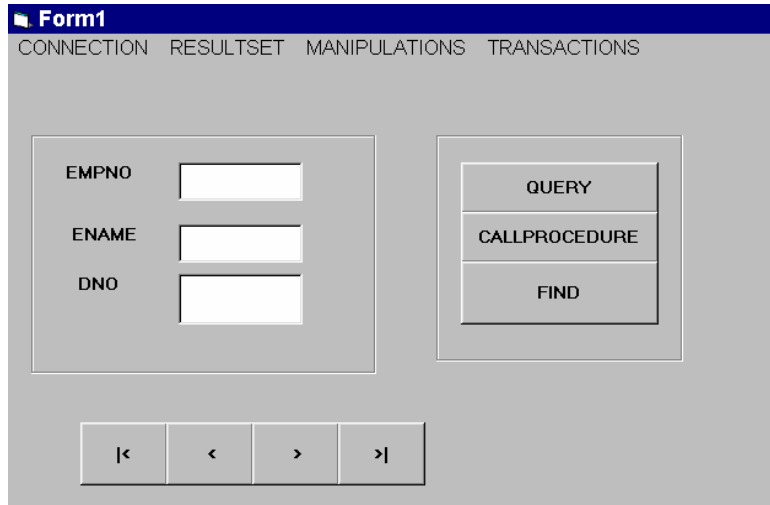 Form1
CONNECTION RESULTSET MANIPULATIONS TRANSACTIONS
EMPNO
ENAME
DNO
QUERY
CALLPROCEDURE
FIND
|< < > >|